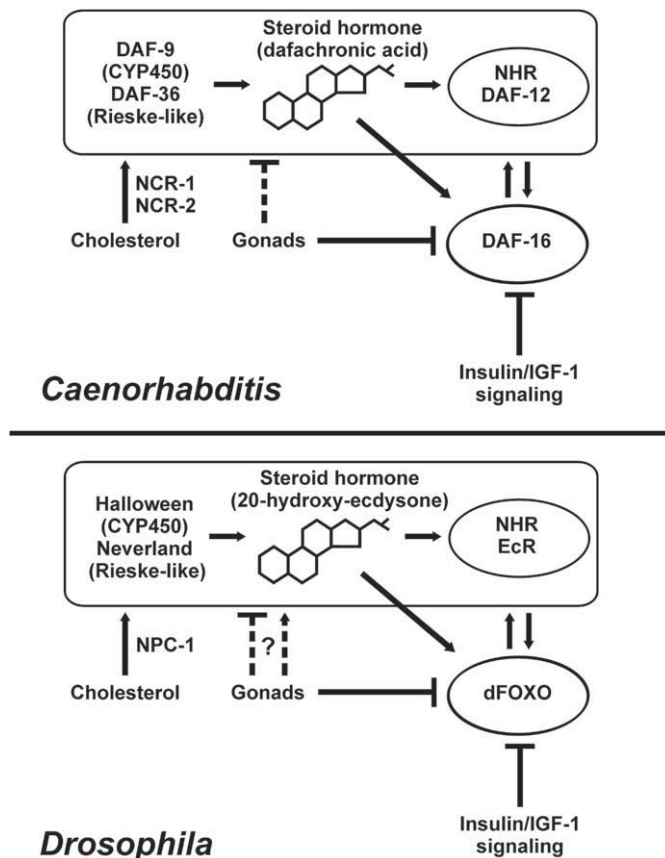 Steroid hormone
(dafachronic acid)
DAF-9
(CYP450)
DAF-36
(Rieske-like)
NHR
DAF-12
NCR-1
NCR-2
Cholesterol
Gonads
DAF-16
Insulin/IGF-1
signaling
Caenorhabditis
Steroid hormone
(20-hydroxy-ecdysone)
Halloween
(CYP450)
Neverland
(Rieske-like)
NHR
EcR
NPC-1
?
Cholesterol
Gonads
dFOXO
Insulin/IGF-1
signaling
Drosophila